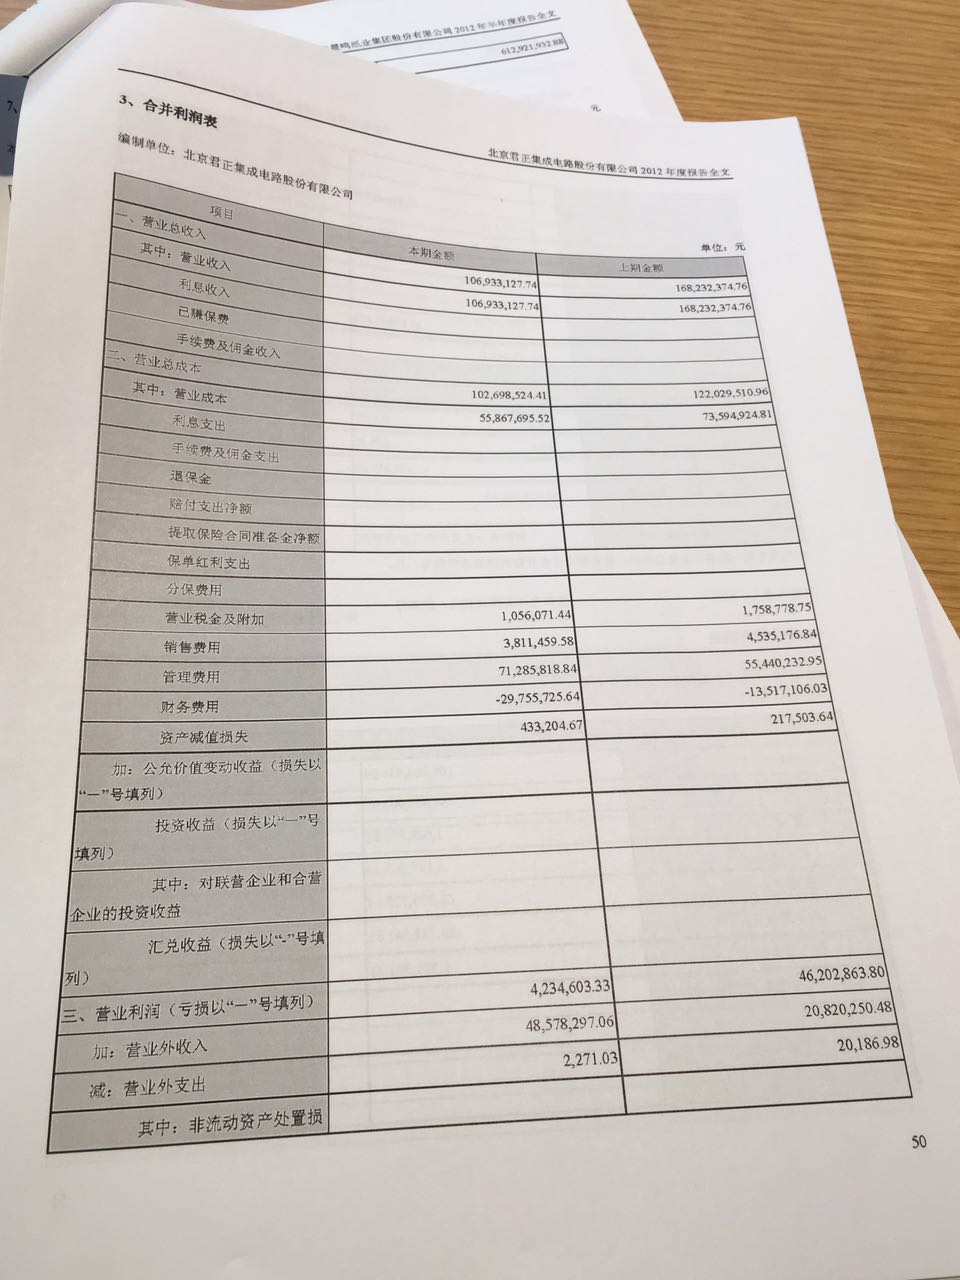 晨鸣纸业集团股份有限公司2012年半年度报告全文
612,921,932.88
元
7、
3、合并利润表
北京君正集成电路股份有限公司2012年度报告全文
编制单位：北京君正集成电路股份有限公司
单位：元
项目 本期金额 上期金额
一、营业总收入 106,933,127.74 168,232,374.76
其中：营业收入 106,933,127.74 168,232,374.76
利息收入
已赚保费
手续费及佣金收入
二、营业总成本 102,698,524.41 122,029,510.96
其中：营业成本 55,867,695.52 73,594,924.81
利息支出
手续费及佣金支出
退保金
赔付支出净额
提取保险合同准备金净额
保单红利支出
分保费用
营业税金及附加 1,056,071.44 1,758,778.75
销售费用 3,811,459.58 4,535,176.84
管理费用 71,285,818.84 55,440,232.95
财务费用 -29,755,725.64 -13,517,106.03
资产减值损失 433,204.67 217,503.64
加：公允价值变动收益（损失以
“－”号填列）
投资收益（损失以“－”号
填列）
其中：对联营企业和合营
企业的投资收益
汇兑收益（损失以“-”号填
列）
三、营业利润（亏损以“－”号填列） 4,234,603.33 46,202,863.80
加：营业外收入 48,578,297.06 20,820,250.48
减：营业外支出 2,271.03 20,186.98
其中：非流动资产处置损
50